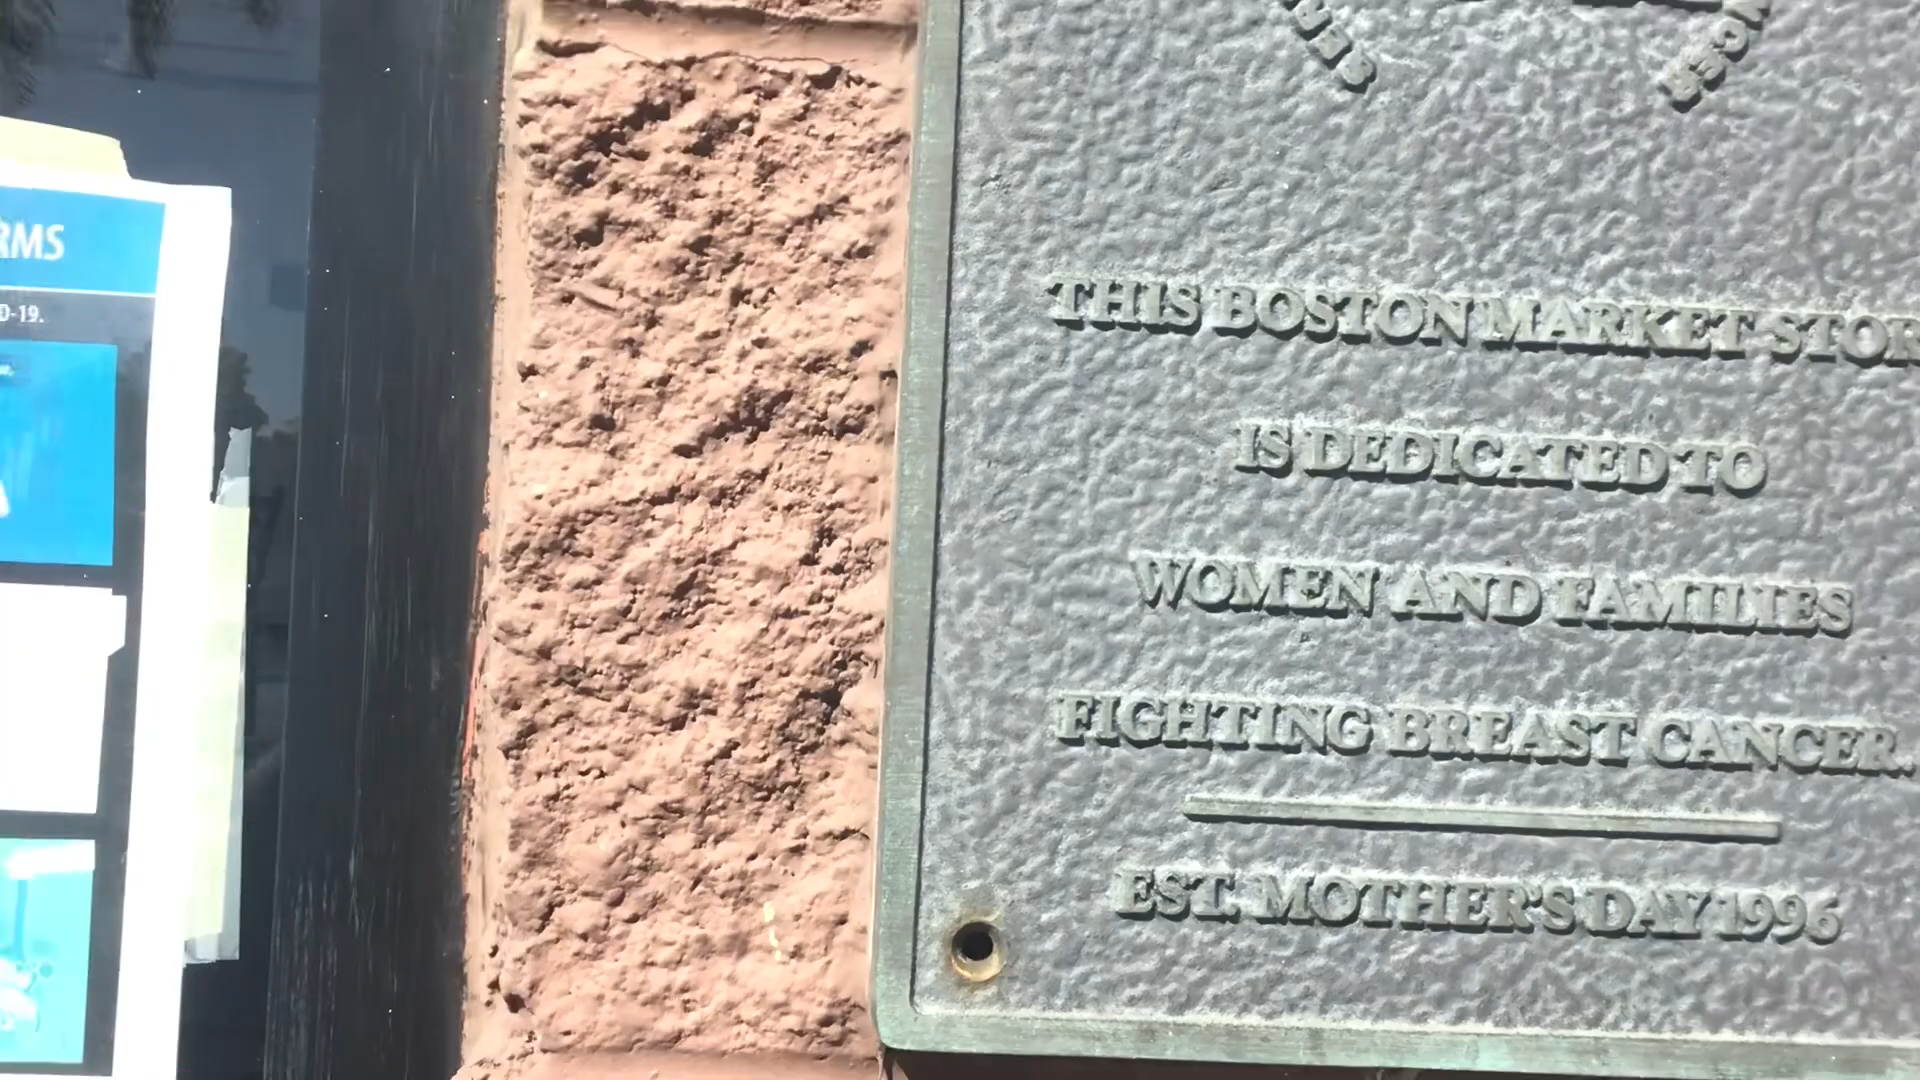 RMS
D-19.
THIS BOSTON MARKET STOR
IS DEDICATED TO
WOMEN AND FAMILIES
FIGHTING BREAST CANCER.
EST. MOTHER'S DAY 1996